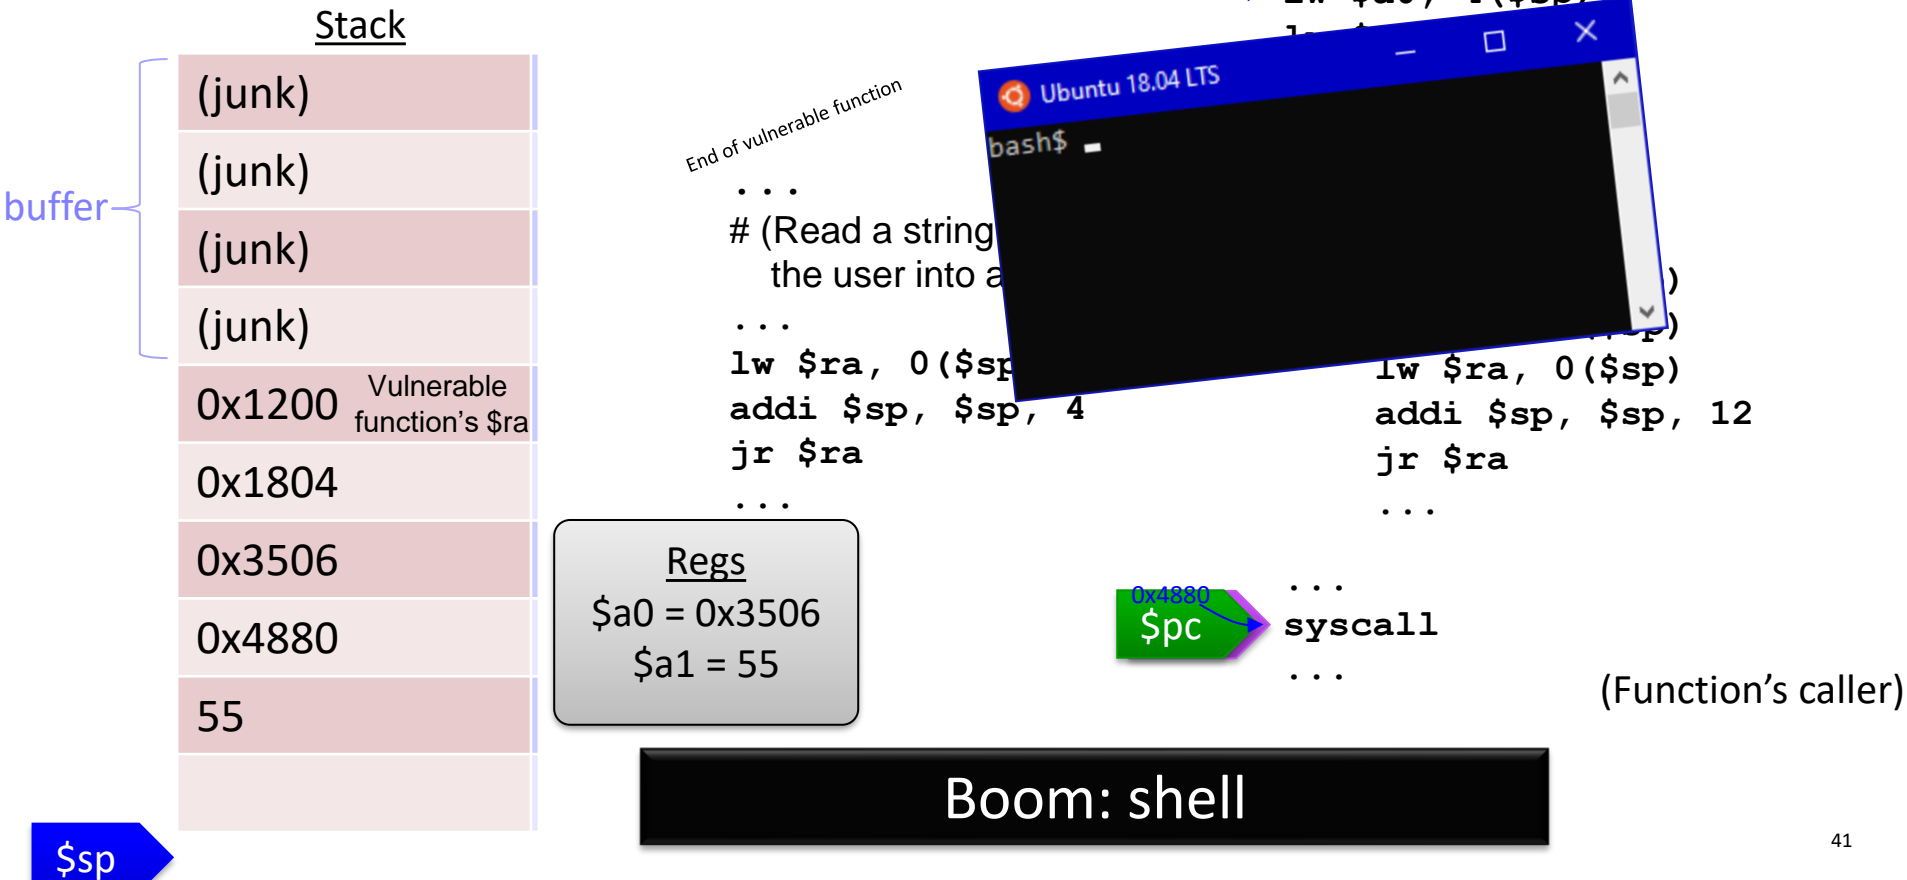 Stack
(junk)
(junk)
(junk)
(junk)
buffer
0x1200
Vulnerable
function’s $ra
0x1804
0x3506
0x4880
55
$sp
End of vulnerable function
...
# (Read a string
the user into a
...
lw $ra, 0($sp
addi $sp, $sp, 4
jr $ra
...
Regs
$a0 = 0x3506
$a1 = 55
Ubuntu 18.04 LTS
bash$
)
lw $ra, 0($sp)
addi $sp, $sp, 12
jr $ra
...
0x4880
$pc
...
syscall
...
(Function’s caller)
Boom: shell
41